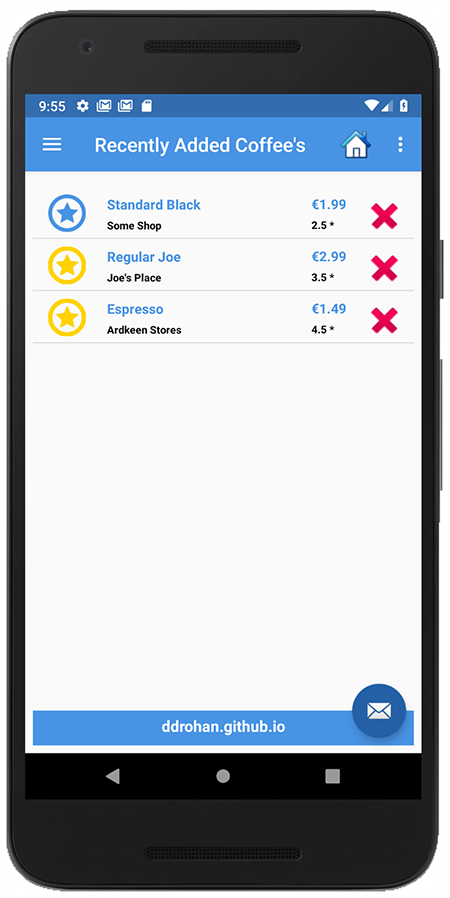 9:55
Recently Added Coffee's
Standard Black €1.99
Some Shop 2.5 *
Regular Joe €2.99
Joe's Place 3.5 *
Espresso €1.49
Ardkeen Stores 4.5 *
ddrohan.github.io